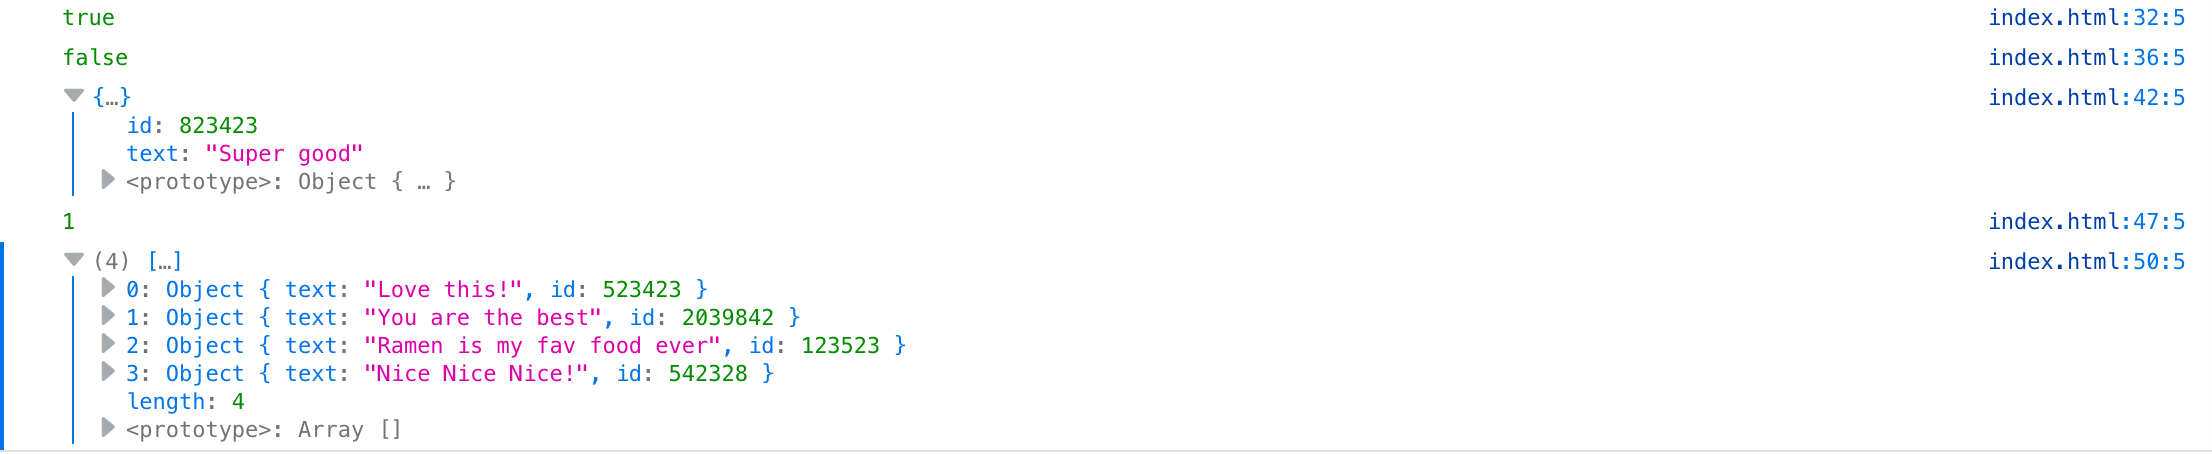 true index.html:32:5
false index.html:36:5
{…} index.html:42:5
id: 823423
text: "Super good"
<prototype>: Object { … }
1 index.html:47:5
(4) […] index.html:50:5
0: Object { text: "Love this!", id: 523423 }
1: Object { text: "You are the best", id: 2039842 }
2: Object { text: "Ramen is my fav food ever", id: 123523 }
3: Object { text: "Nice Nice Nice!", id: 542328 }
length: 4
<prototype>: Array []